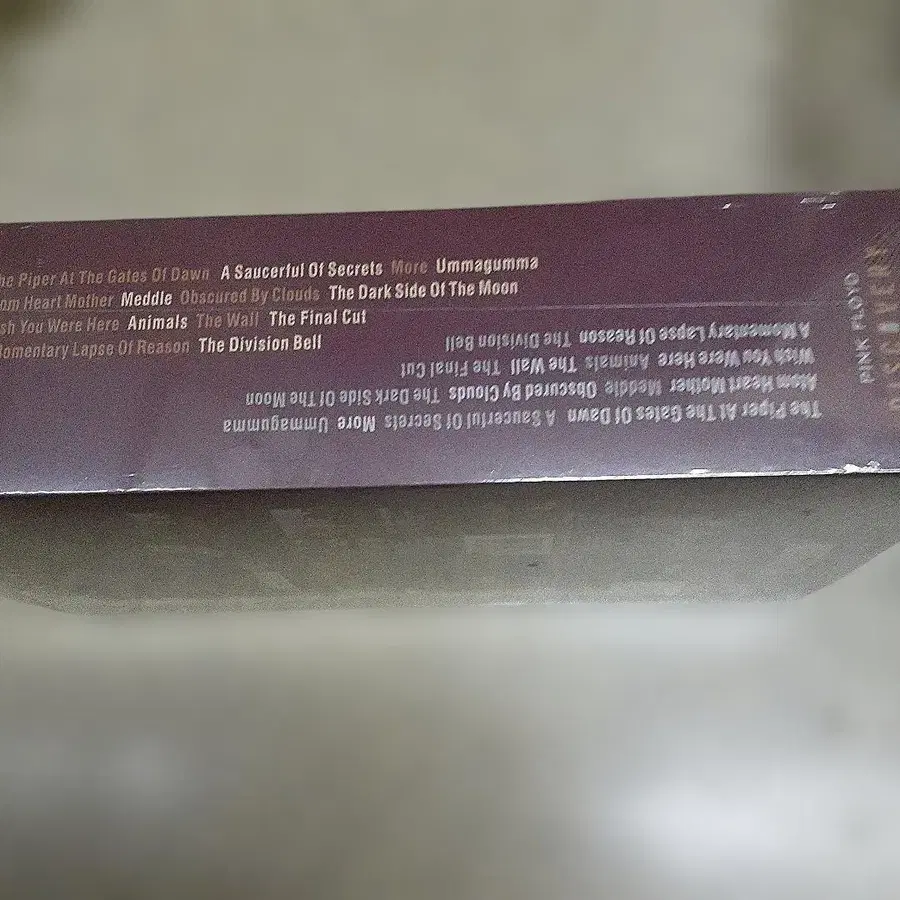 he Piper At The Gates Of Dawn A Saucerful Of Secrets More Ummagumma
om Heart Mother Meddle Obscured By Clouds The Dark Side Of The Moon
sh You Were Here Animals The Wall The Final Cut
Momentary Lapse Of Reason The Division Bell
The Piper At The Gates Of Dawn A Saucerful Of Secrets More Ummagumma
Atom Heart Mother Meddle Obscured By Clouds The Dark Side Of The Moon
Wish You Were Here Animals The Wall The Final Cut
A Momentary Lapse Of Reason The Division Bell
PINK FLOYD
DISCOVERY